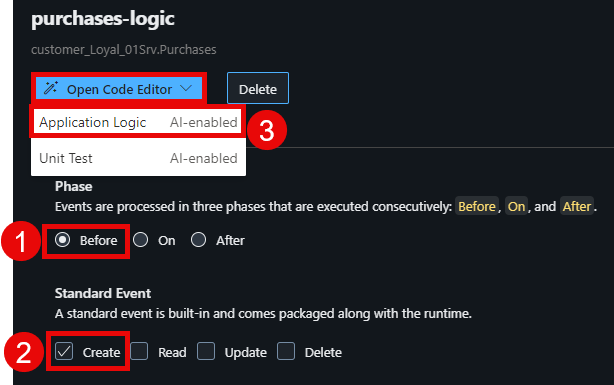 purchases-logic
customer_Loyal_01Srv.Purchases
Open Code Editor Delete
Application Logic AI-enabled
3
Unit Test AI-enabled
Phase
Events are processed in three phases that are executed consecutively: Before, On, and After.
1
Before On After
Standard Event
A standard event is built-in and comes packaged along with the runtime.
2
Create Read Update Delete